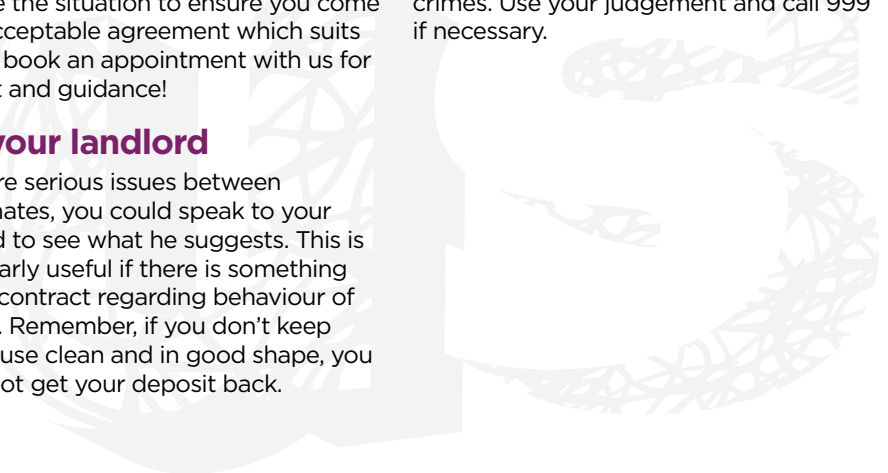 e the situation to ensure you come
cceptable agreement which suits
book an appointment with us for
t and guidance!
your landlord
re serious issues between
nates, you could speak to your
d to see what he suggests. This is
arly useful if there is something
contract regarding behaviour of
. Remember, if you don't keep
use clean and in good shape, you
ot get your deposit back.
crimes. Use your judgement and call 999
if necessary.
us